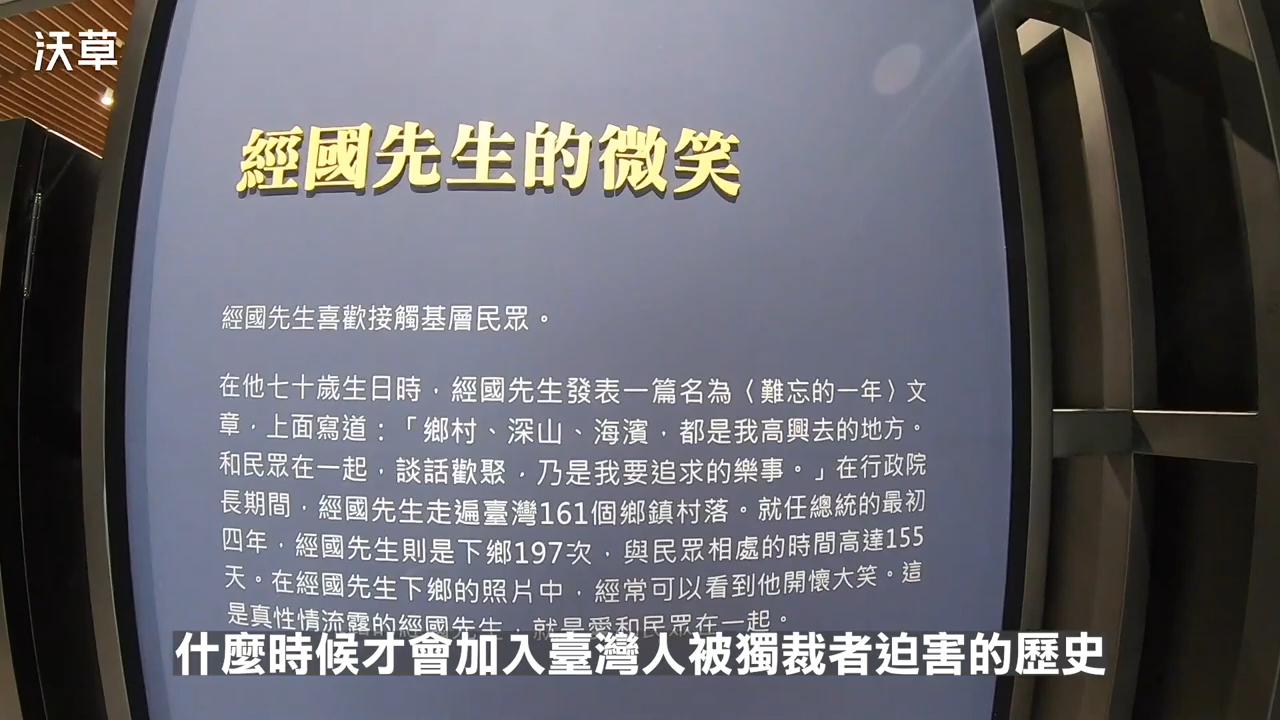 沃草
經國先生的微笑
經國先生喜歡接觸基層民眾。
在他七十歲生日時，經國先生發表一篇名為〈難忘的一年〉文
章，上面寫道：「鄉村、深山、海濱，都是我高興去的地方。
和民眾在一起，談話歡聚，乃是我要追求的樂事。」在行政院
長期間，經國先生走遍臺灣161個鄉鎮村落。就任總統的最初
四年，經國先生則是下鄉197次，與民眾相處的時間高達155
天。在經國先生下鄉的照片中，經常可以看到他開懷大笑。這
是真性情流露的經國先生，就是愛和民眾在一起。
什麼時候才會加入臺灣人被獨裁者迫害的歷史